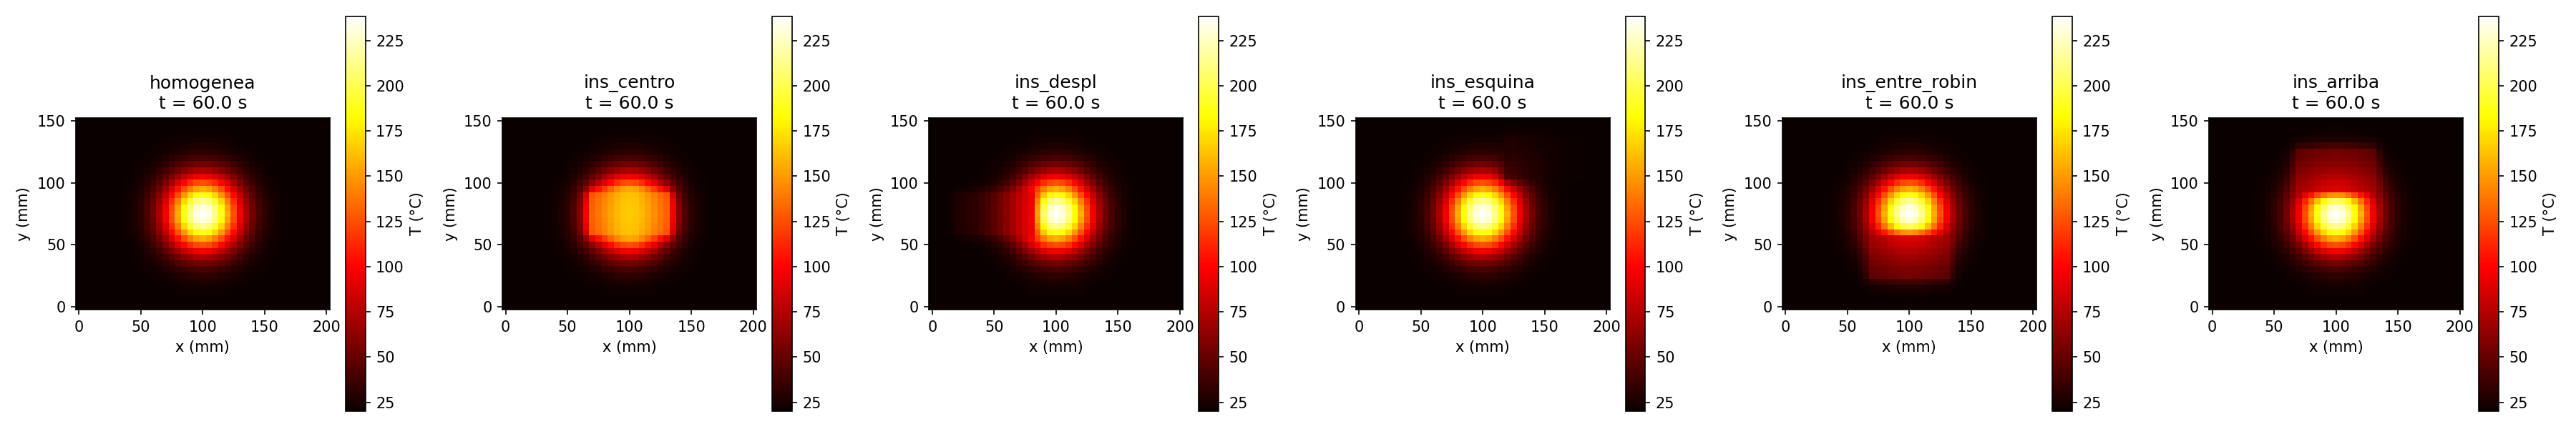 homogenea
t = 60.0 s
150
100
50
0
0 50 100 150 200
x (mm)
y (mm)
225
200
175
150
125
100
75
50
25
T (°C)
ins_centro
t = 60.0 s
150
100
50
0
0 50 100 150 200
x (mm)
y (mm)
225
200
175
150
125
100
75
50
25
T (°C)
ins_despl
t = 60.0 s
150
100
50
0
0 50 100 150 200
x (mm)
y (mm)
225
200
175
150
125
100
75
50
25
T (°C)
ins_esquina
t = 60.0 s
150
100
50
0
0 50 100 150 200
x (mm)
y (mm)
225
200
175
150
125
100
75
50
25
T (°C)
ins_entre_robin
t = 60.0 s
150
100
50
0
0 50 100 150 200
x (mm)
y (mm)
225
200
175
150
125
100
75
50
25
T (°C)
ins_arriba
t = 60.0 s
150
100
50
0
0 50 100 150 200
x (mm)
y (mm)
225
200
175
150
125
100
75
50
25
T (°C)